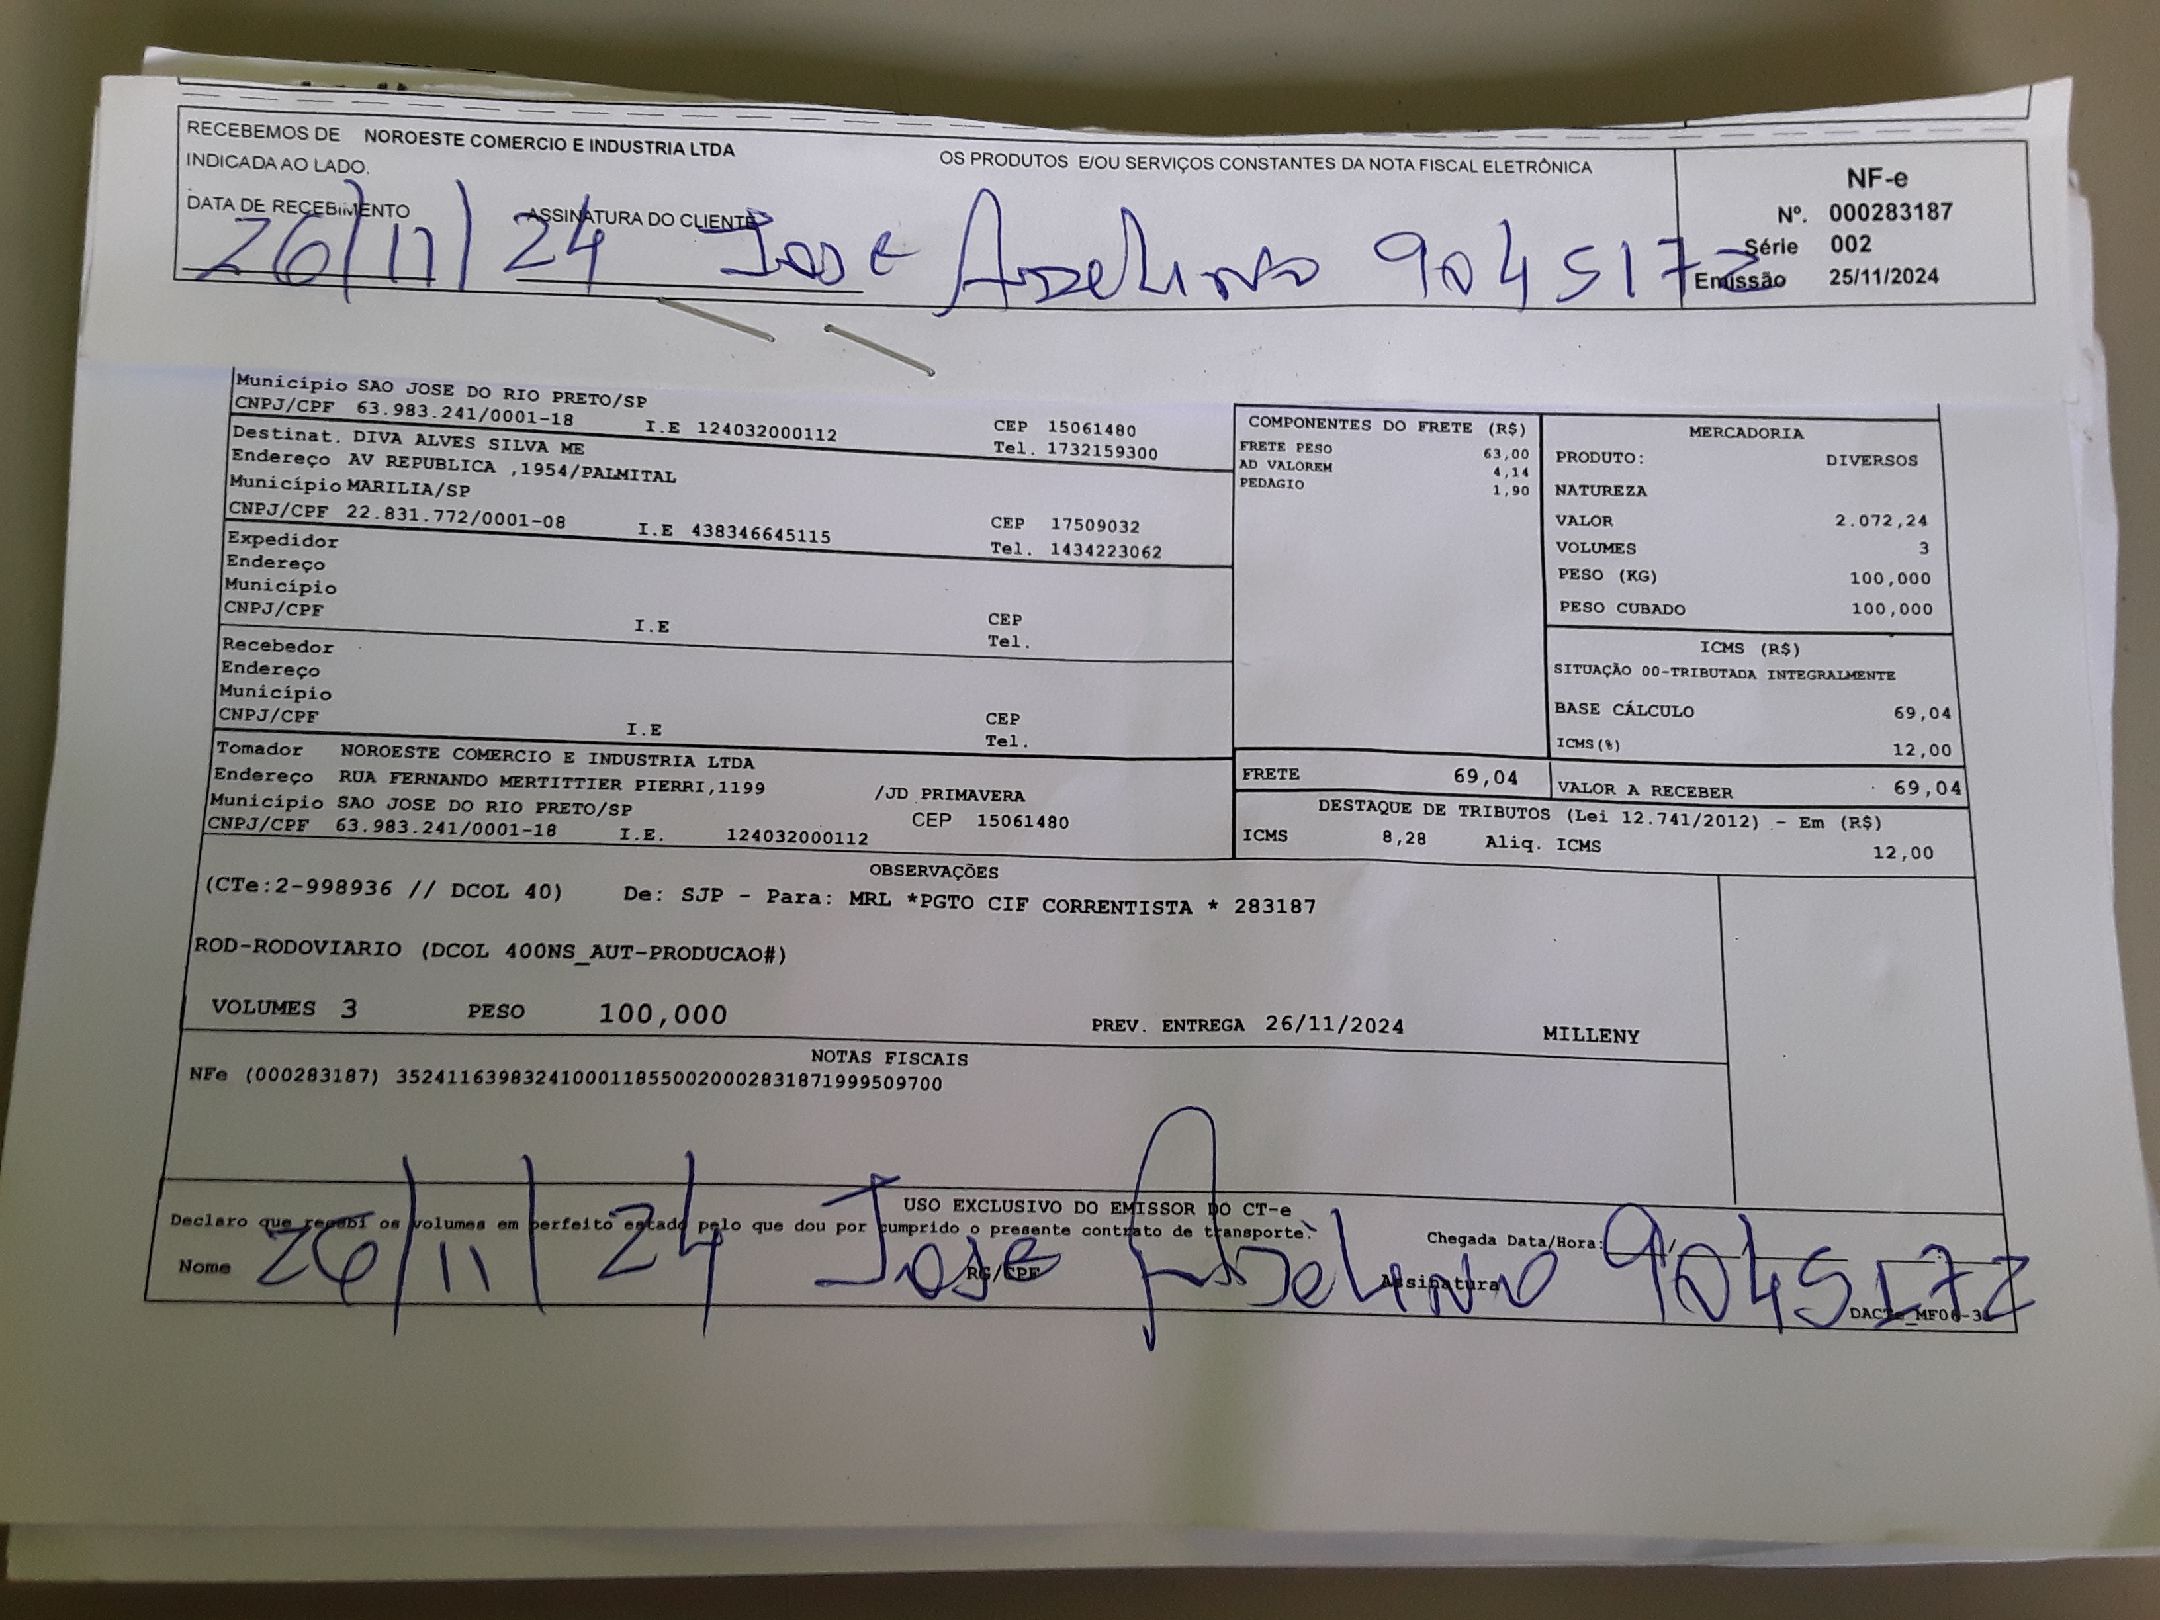 RECEBEMOS DE NOROESTE COMERCIO E INDUSTRIA LTDA OS PRODUTOS E/OU SERVIÇOS CONSTANTES DA NOTA FISCAL ELETRÔNICA
INDICADA AO LADO.
DATA DE RECEBIMENTO ASSINATURA DO CLIENTE
26/11/24 Jose 9045172
NF-e
Nº. 000283187
Série 002
Emissão 25/11/2024
Município SAO JOSE DO RIO PRETO/SP
CNPJ/CPF 63.983.241/0001-18 I.E 124032000112 CEP 15061480
Tel. 1732159300
Destinat. DIVA ALVES SILVA ME
Endereço AV REPUBLICA ,1954/PALMITAL
Município MARILIA/SP
CNPJ/CPF 22.831.772/0001-08 I.E 438346645115 CEP 17509032
Tel. 1434223062
Expedidor
Endereço
Município
CNPJ/CPF I.E CEP
Tel.
Recebedor
Endereço
Município
CNPJ/CPF I.E CEP
Tel.
Tomador NOROESTE COMERCIO E INDUSTRIA LTDA
Endereço RUA FERNANDO MERTITTIER PIERRI,1199 /JD PRIMAVERA
Município SAO JOSE DO RIO PRETO/SP CEP 15061480
CNPJ/CPF 63.983.241/0001-18 I.E. 124032000112
COMPONENTES DO FRETE (R$)
FRETE PESO 63,00
AD VALOREM 4,14
PEDAGIO 1,90
MERCADORIA
PRODUTO: DIVERSOS
NATUREZA
VALOR 2.072,24
VOLUMES 3
PESO (KG) 100,000
PESO CUBADO 100,000
ICMS (R$)
SITUAÇÃO 00-TRIBUTADA INTEGRALMENTE
BASE CÁLCULO 69,04
ICMS(%) 12,00
FRETE 69,04 VALOR A RECEBER 69,04
DESTAQUE DE TRIBUTOS (Lei 12.741/2012) - Em (R$)
ICMS 8,28 Aliq. ICMS 12,00
OBSERVAÇÕES
(CTe:2-998936 // DCOL 40) De: SJP - Para: MRL *PGTO CIF CORRENTISTA * 283187
ROD-RODOVIARIO (DCOL 400NS_AUT-PRODUCAO#)
VOLUMES 3 PESO 100,000 PREV. ENTREGA 26/11/2024 MILLENY
NOTAS FISCAIS
NFe (000283187) 35241163983241000118550020002831871999509700
USO EXCLUSIVO DO EMISSOR DO CT-e
Declaro que recebi os volumes em perfeito estado pelo que dou por cumprido o presente contrato de transporte. Chegada Data/Hora:
Nome RG/CPF Assinatura
26/11/24 Jose 9045172